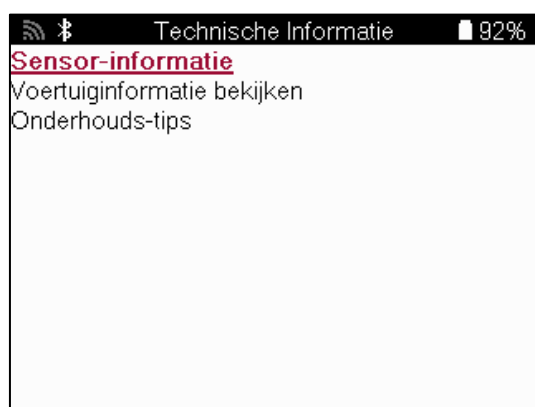 Technische Informatie 92%
Sensor-informatie
Voertuiginformatie bekijken
Onderhouds-tips